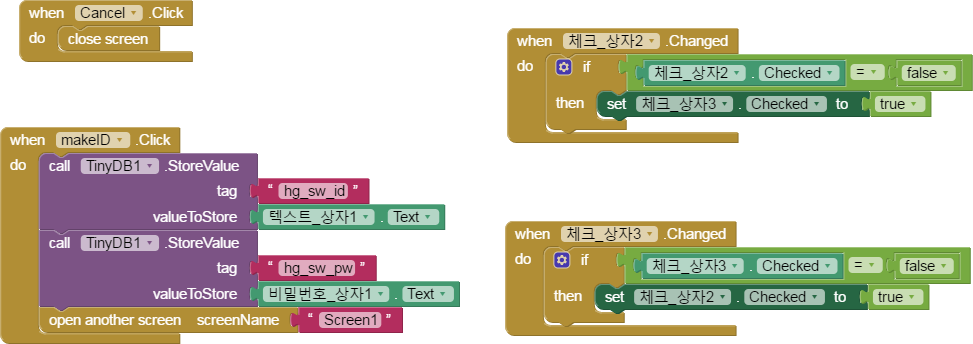 when Cancel .Click
do close screen
when makeID .Click
do call TinyDB1 .StoreValue
tag " hg_sw_id "
valueToStore 텍스트_상자1 . Text
call TinyDB1 .StoreValue
tag " hg_sw_pw "
valueToStore 비밀번호_상자1 . Text
open another screen screenName " Screen1 "
when 체크_상자2 .Changed
do if 체크_상자2 . Checked = false
then set 체크_상자3 . Checked to true
when 체크_상자3 .Changed
do if 체크_상자3 . Checked = false
then set 체크_상자2 . Checked to true